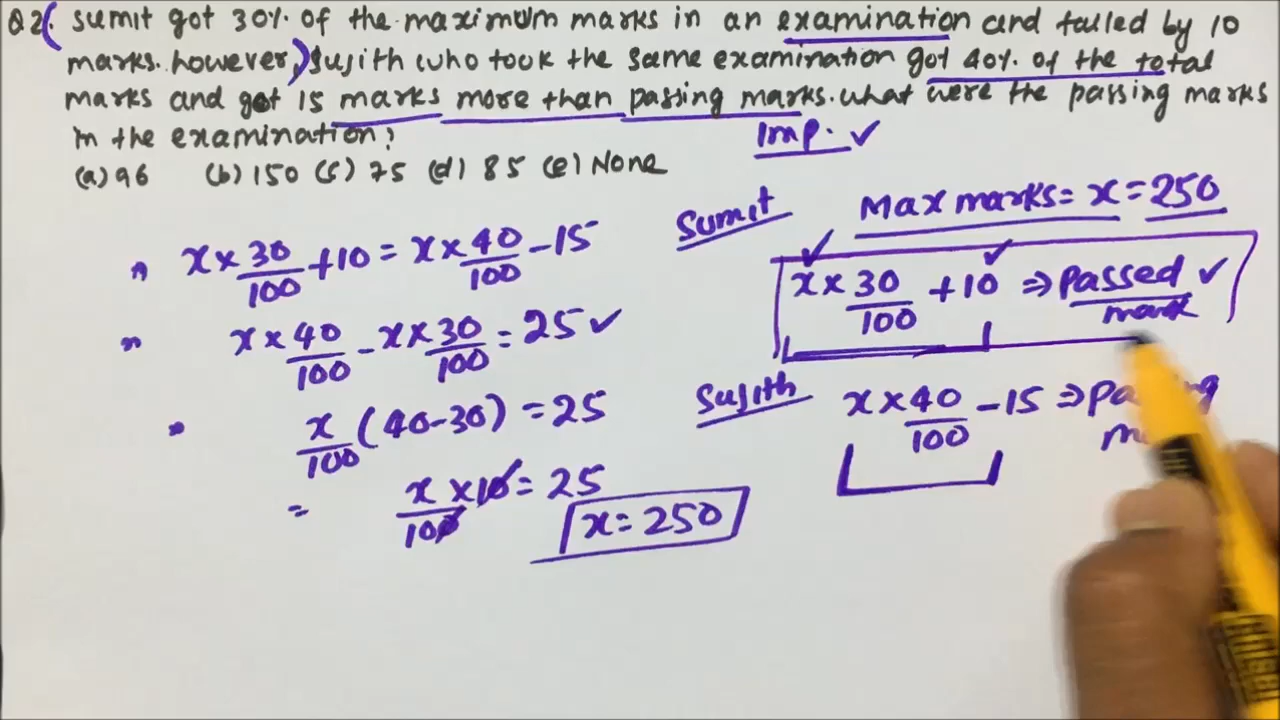 Q2. ( Sumit got 30%. of the maximum marks in an examination and failed by 10
marks. however,) Sujith who took the same examination got 40%. of the total
marks and got 15 marks more than passing marks. what were the passing marks
in the examination?
(a) 96 (b) 150 (c) 75 (d) 85 (e) None
Imp. ✓
Max marks = x = 250
Sumit
x × 30/100 + 10 ⇒ Passed ✓
mark
Sujith
x × 40/100 - 15 ⇒
x × 30/100 + 10 = x × 40/100 - 15
x × 40/100 - x × 30/100 = 25 ✓
x/100 (40-30) = 25
= x/100 × 10 = 25
x = 250